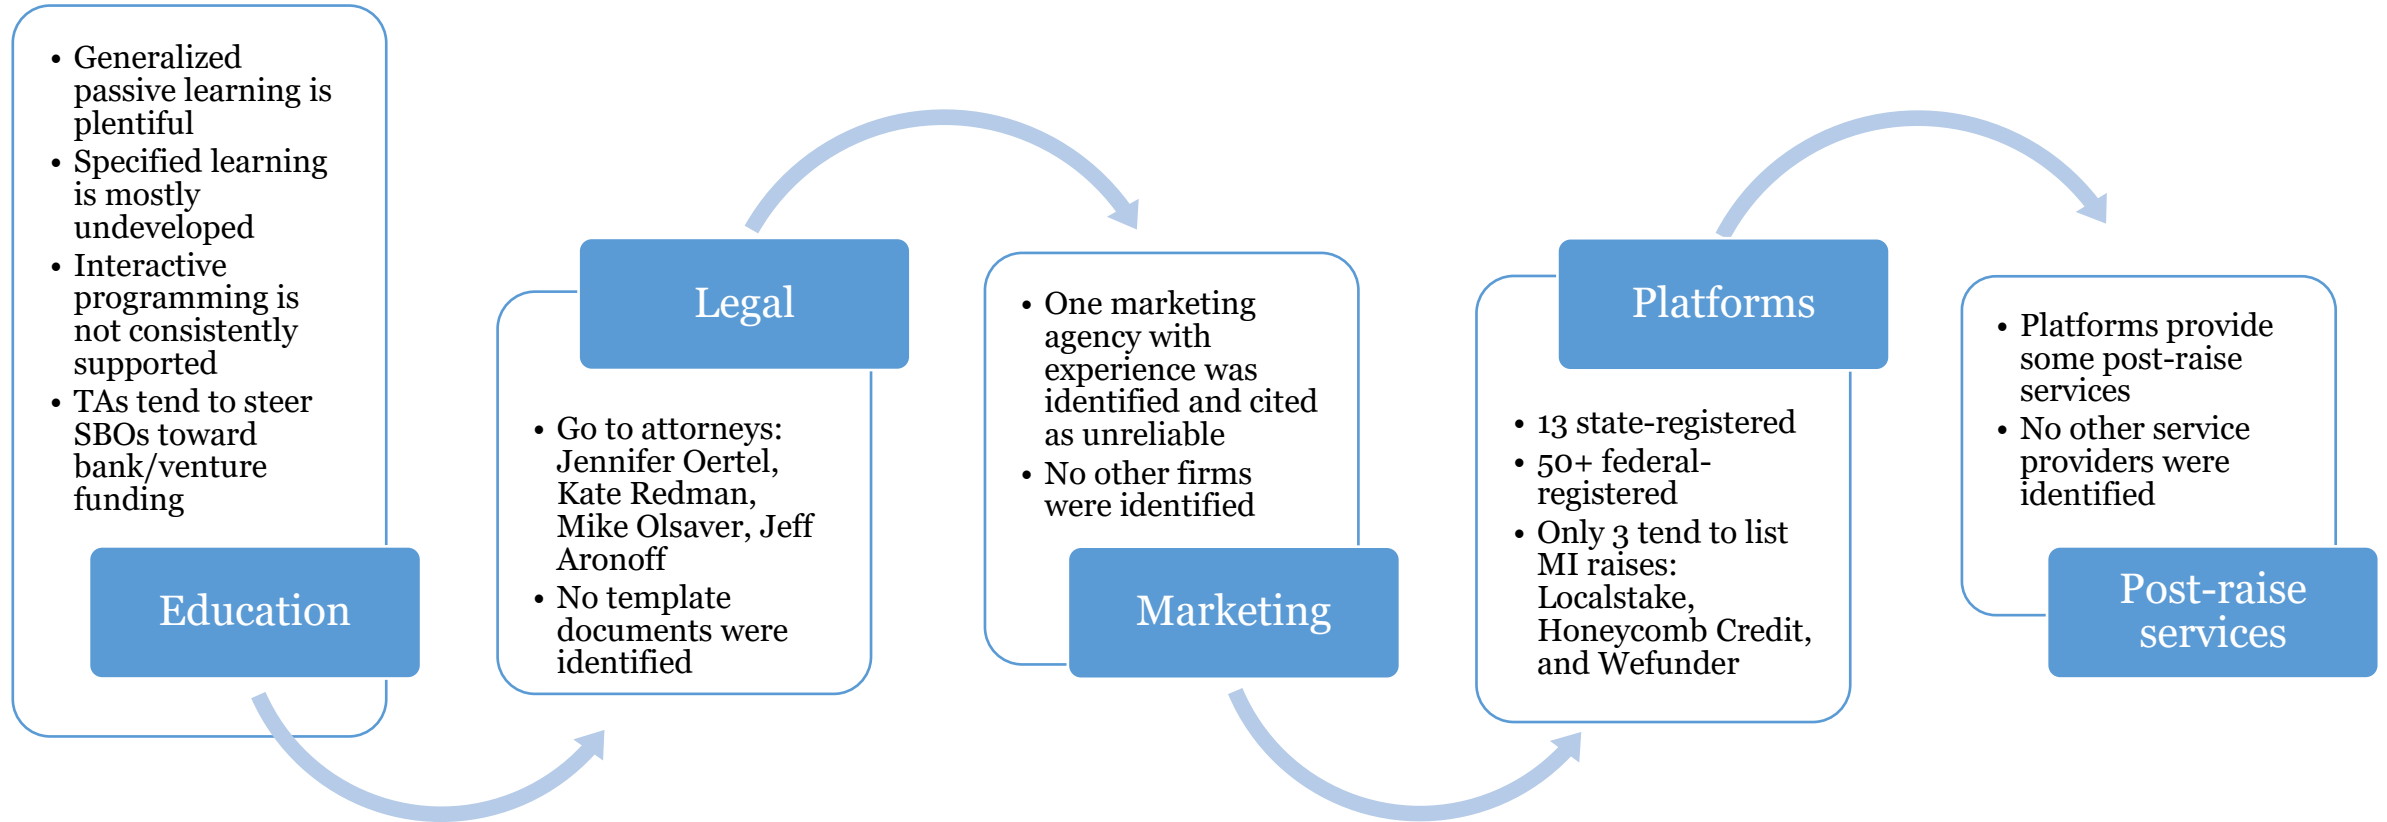 • Generalized
passive learning is
plentiful
• Specified learning
is mostly
undeveloped
• Interactive
programming is
not consistently
supported
• TAs tend to steer
SBOs toward
bank/venture
funding
Education
Legal
• Go to attorneys:
Jennifer Oertel,
Kate Redman,
Mike Olsaver, Jeff
Aronoff
• No template
documents were
identified
• One marketing
agency with
experience was
identified and cited
as unreliable
• No other firms
were identified
Marketing
Platforms
• 13 state-registered
• 50+ federal-
registered
• Only 3 tend to list
MI raises:
Localstake,
Honeycomb Credit,
and Wefunder
• Platforms provide
some post-raise
services
• No other service
providers were
identified
Post-raise
services